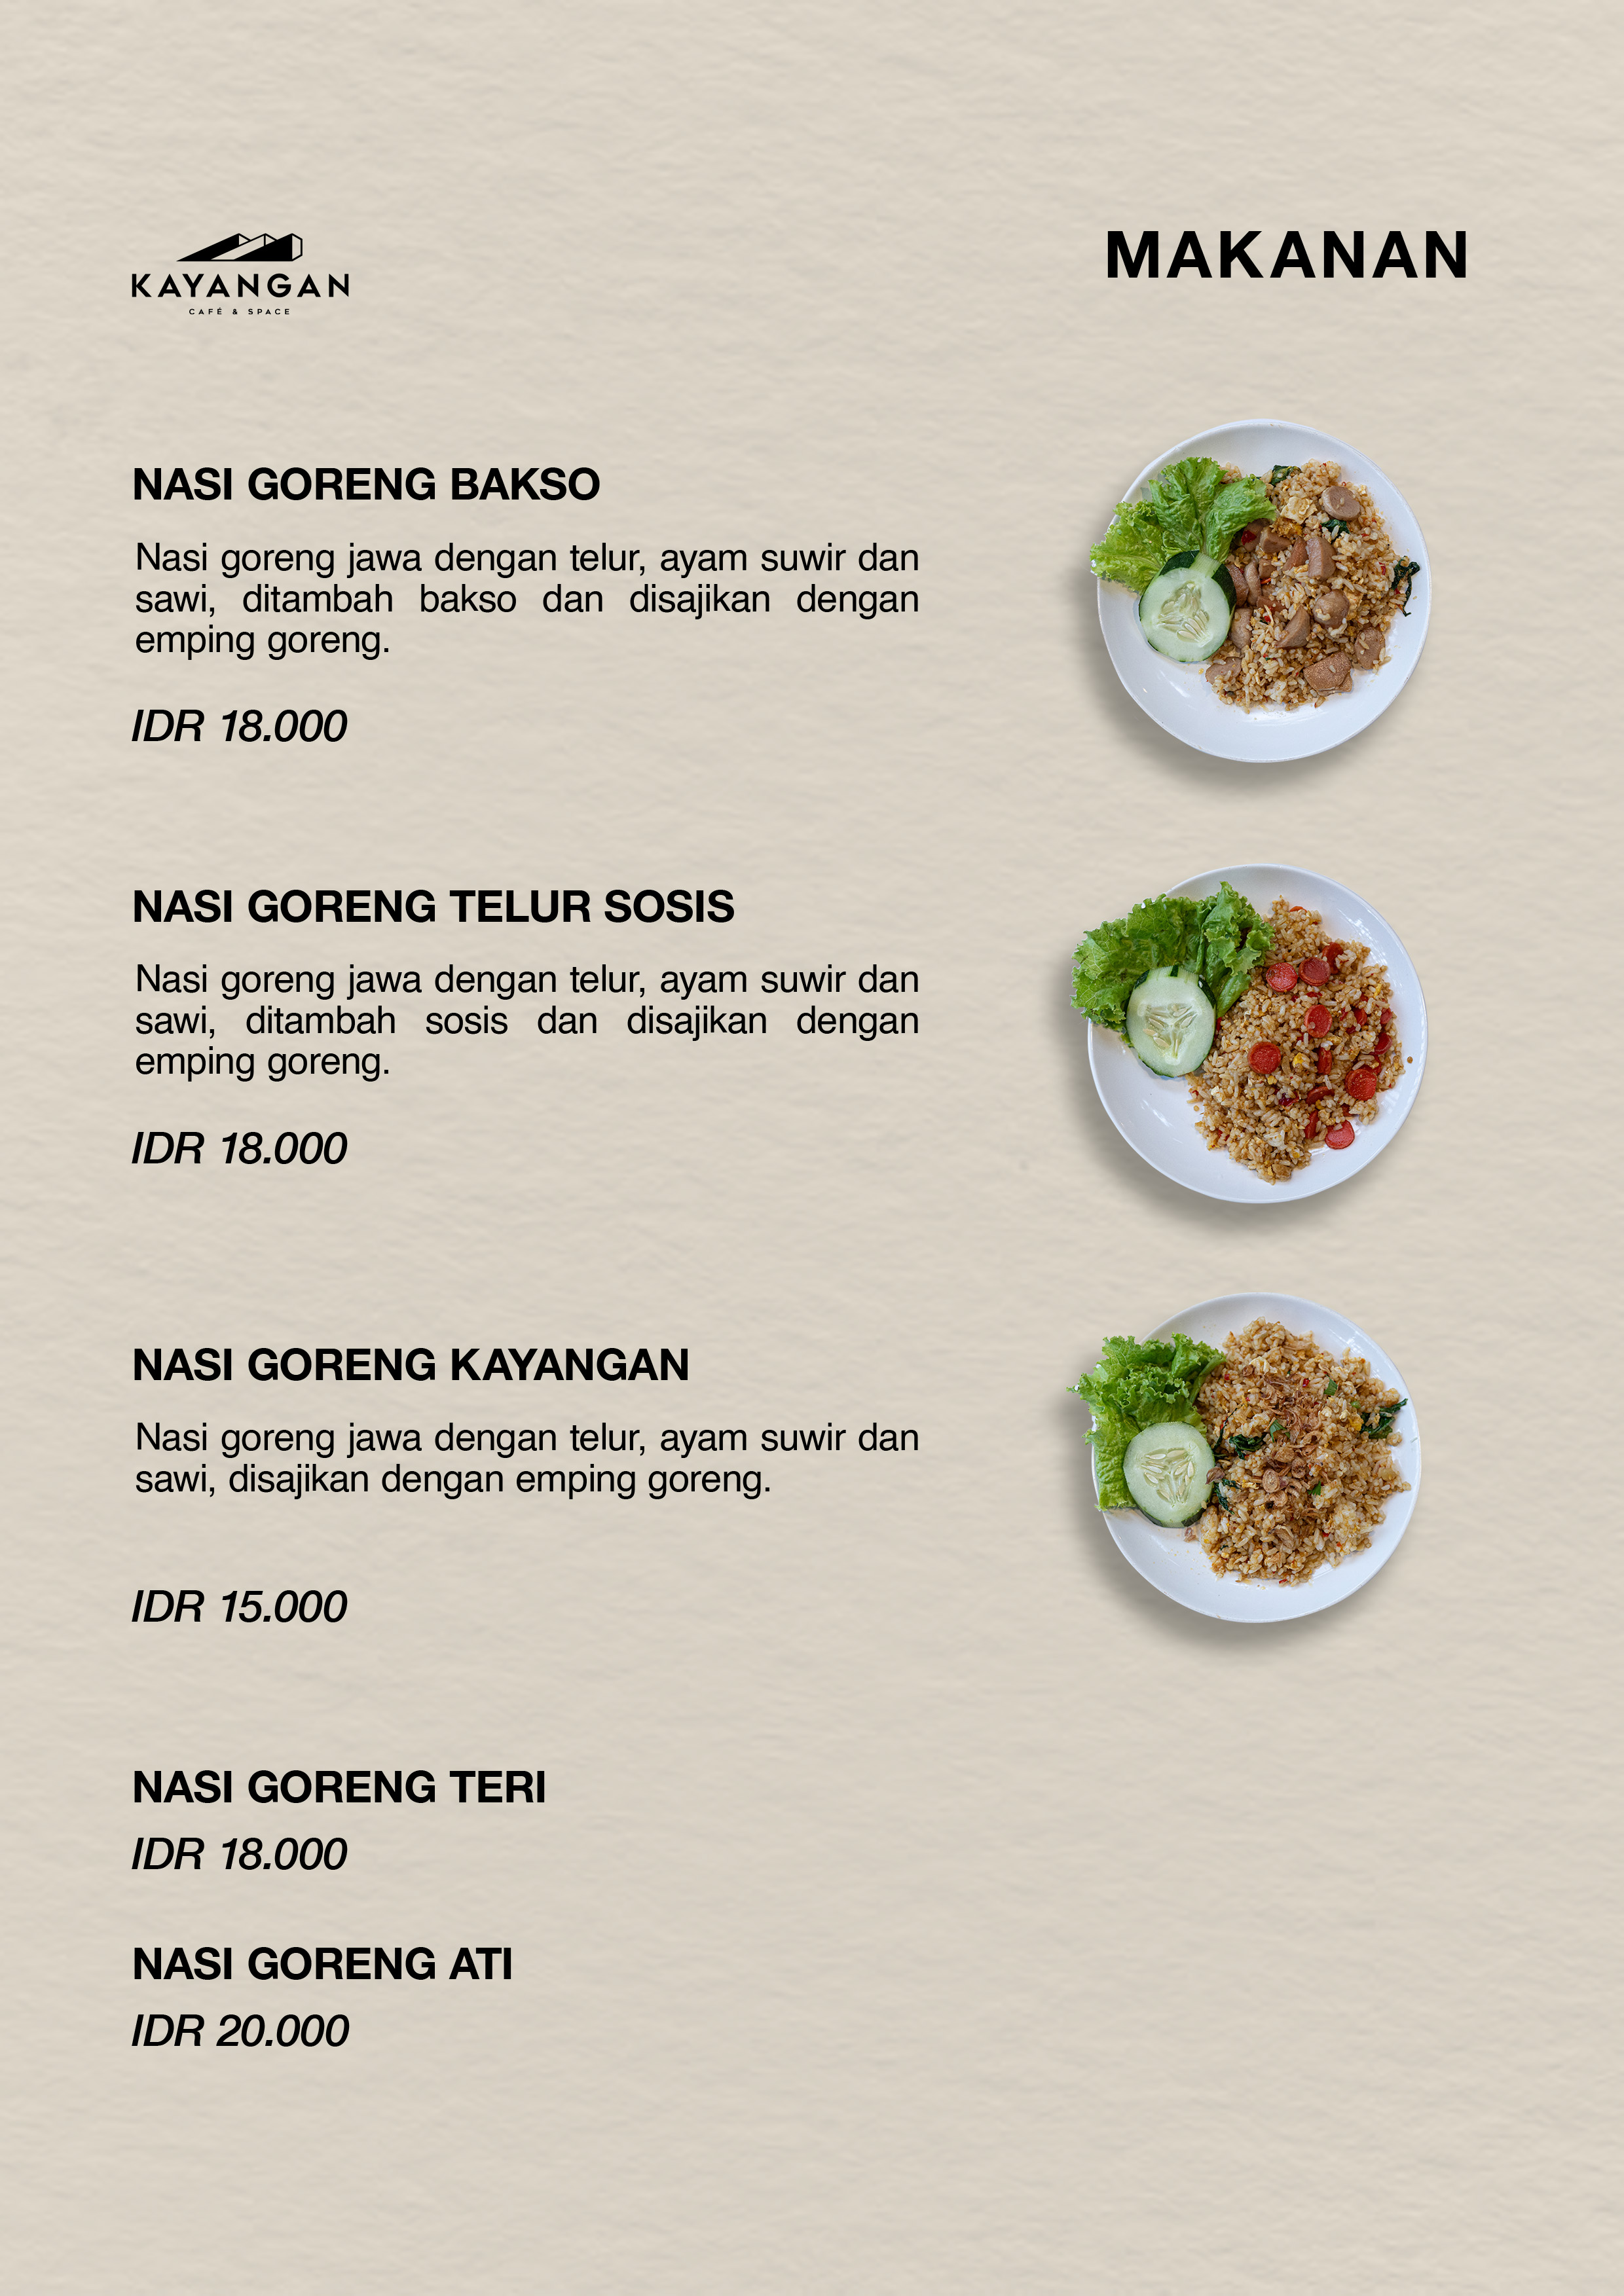 KAYANGAN
CAFÉ & SPACE
MAKANAN
NASI GORENG BAKSO
Nasi goreng jawa dengan telur, ayam suwir dan
sawi, ditambah bakso dan disajikan dengan
emping goreng.
IDR 18.000
NASI GORENG TELUR SOSIS
Nasi goreng jawa dengan telur, ayam suwir dan
sawi, ditambah sosis dan disajikan dengan
emping goreng.
IDR 18.000
NASI GORENG KAYANGAN
Nasi goreng jawa dengan telur, ayam suwir dan
sawi, disajikan dengan emping goreng.
IDR 15.000
NASI GORENG TERI
IDR 18.000
NASI GORENG ATI
IDR 20.000